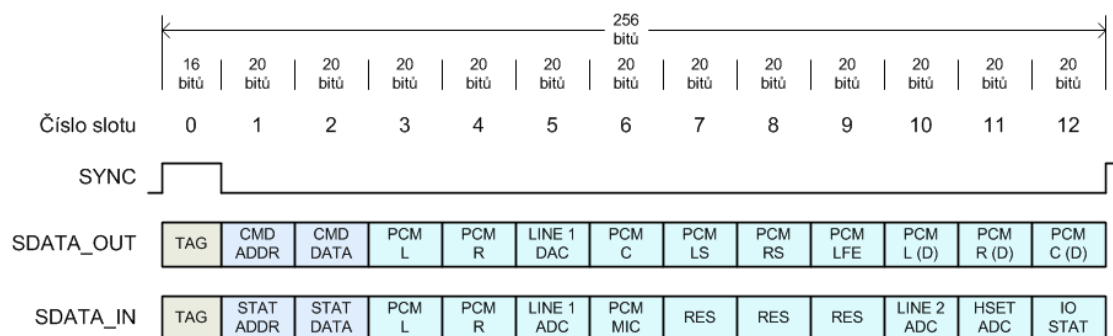 256
bitů
16 20 20 20 20 20 20 20 20 20 20 20 20
bitů bitů bitů bitů bitů bitů bitů bitů bitů bitů bitů bitů bitů
Číslo slotu 0 1 2 3 4 5 6 7 8 9 10 11 12
SYNC
SDATA_OUT TAG CMD ADDR CMD DATA PCM L PCM R LINE 1 DAC PCM C PCM LS PCM RS PCM LFE PCM L (D) PCM R (D) PCM C (D)
SDATA_IN TAG STAT ADDR STAT DATA PCM L PCM R LINE 1 ADC PCM MIC RES RES RES LINE 2 ADC HSET ADC IO STAT